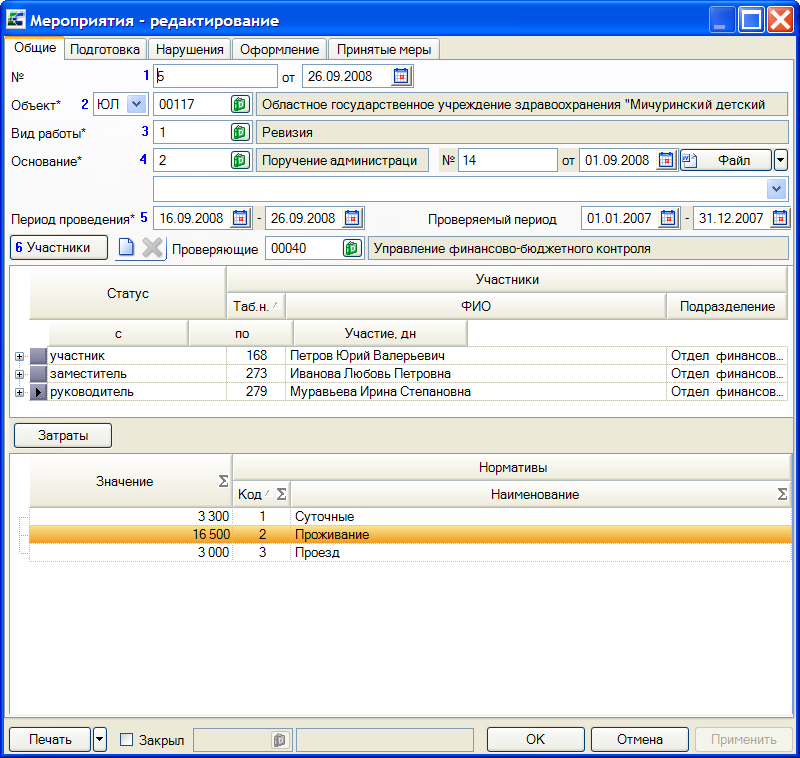 Мероприятия - редактирование
Общие Подготовка Нарушения Оформление Принятые меры
№ 1 5 от 26.09.2008
Объект* 2 ЮЛ 00117 Областное государственное учреждение здравоохранения "Мичуринский детский
Вид работы* 3 1 Ревизия
Основание* 4 2 Поручение администраци № 14 от 01.09.2008 Файл
Период проведения* 5 16.09.2008 - 26.09.2008 Проверяемый период 01.01.2007 - 31.12.2007
6 Участники Проверяющие 00040 Управление финансово-бюджетного контроля
Статус Участники
Таб.н. ФИО Подразделение
с по Участие, дн
участник 168 Петров Юрий Валерьевич Отдел финансов...
заместитель 273 Иванова Любовь Петровна Отдел финансов...
руководитель 279 Муравьева Ирина Степановна Отдел финансов...
Затраты
Значение Σ Нормативы
Код Σ Наименование Σ
3 300 1 Суточные
16 500 2 Проживание
3 000 3 Проезд
Печать Закрыл ОК Отмена Применить